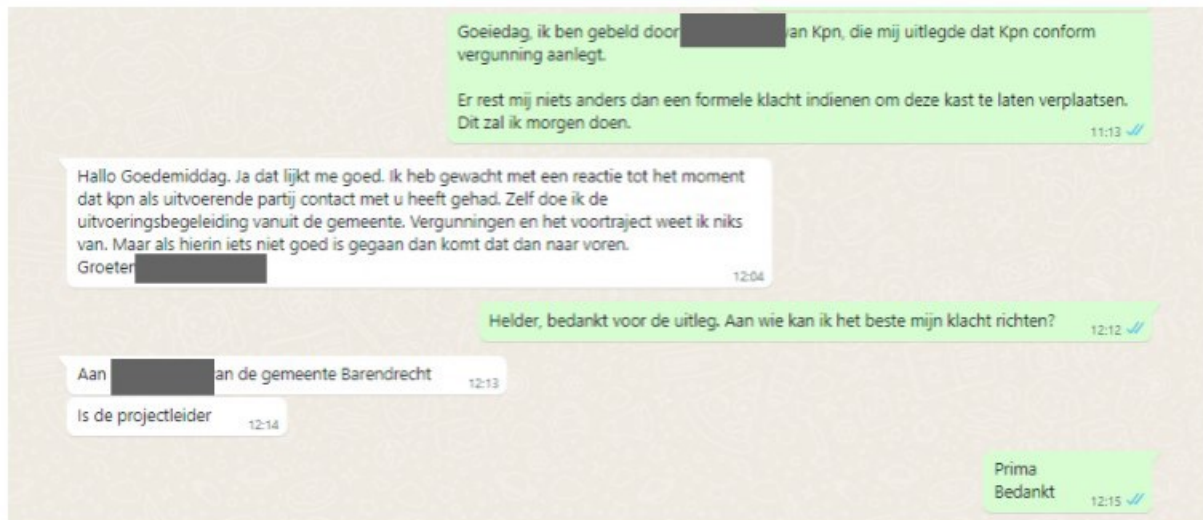 Goeiedag, ik ben gebeld door van Kpn, die mij uitlegde dat Kpn conform
vergunning aanlegt.
Er rest mij niets anders dan een formele klacht indienen om deze kast te laten verplaatsen.
Dit zal ik morgen doen.
11:13
Hallo Goedemiddag. Ja dat lijkt me goed. Ik heb gewacht met een reactie tot het moment
dat kpn als uitvoerende partij contact met u heeft gehad. Zelf doe ik de
uitvoeringsbegeleiding vanuit de gemeente. Vergunningen en het voortraject weet ik niks
van. Maar als hierin iets niet goed is gegaan dan komt dat dan naar voren.
Groeten
12:04
Helder, bedankt voor de uitleg. Aan wie kan ik het beste mijn klacht richten?
12:12
Aan van de gemeente Barendrecht
12:13
Is de projectleider
12:14
Prima
Bedankt
12:15